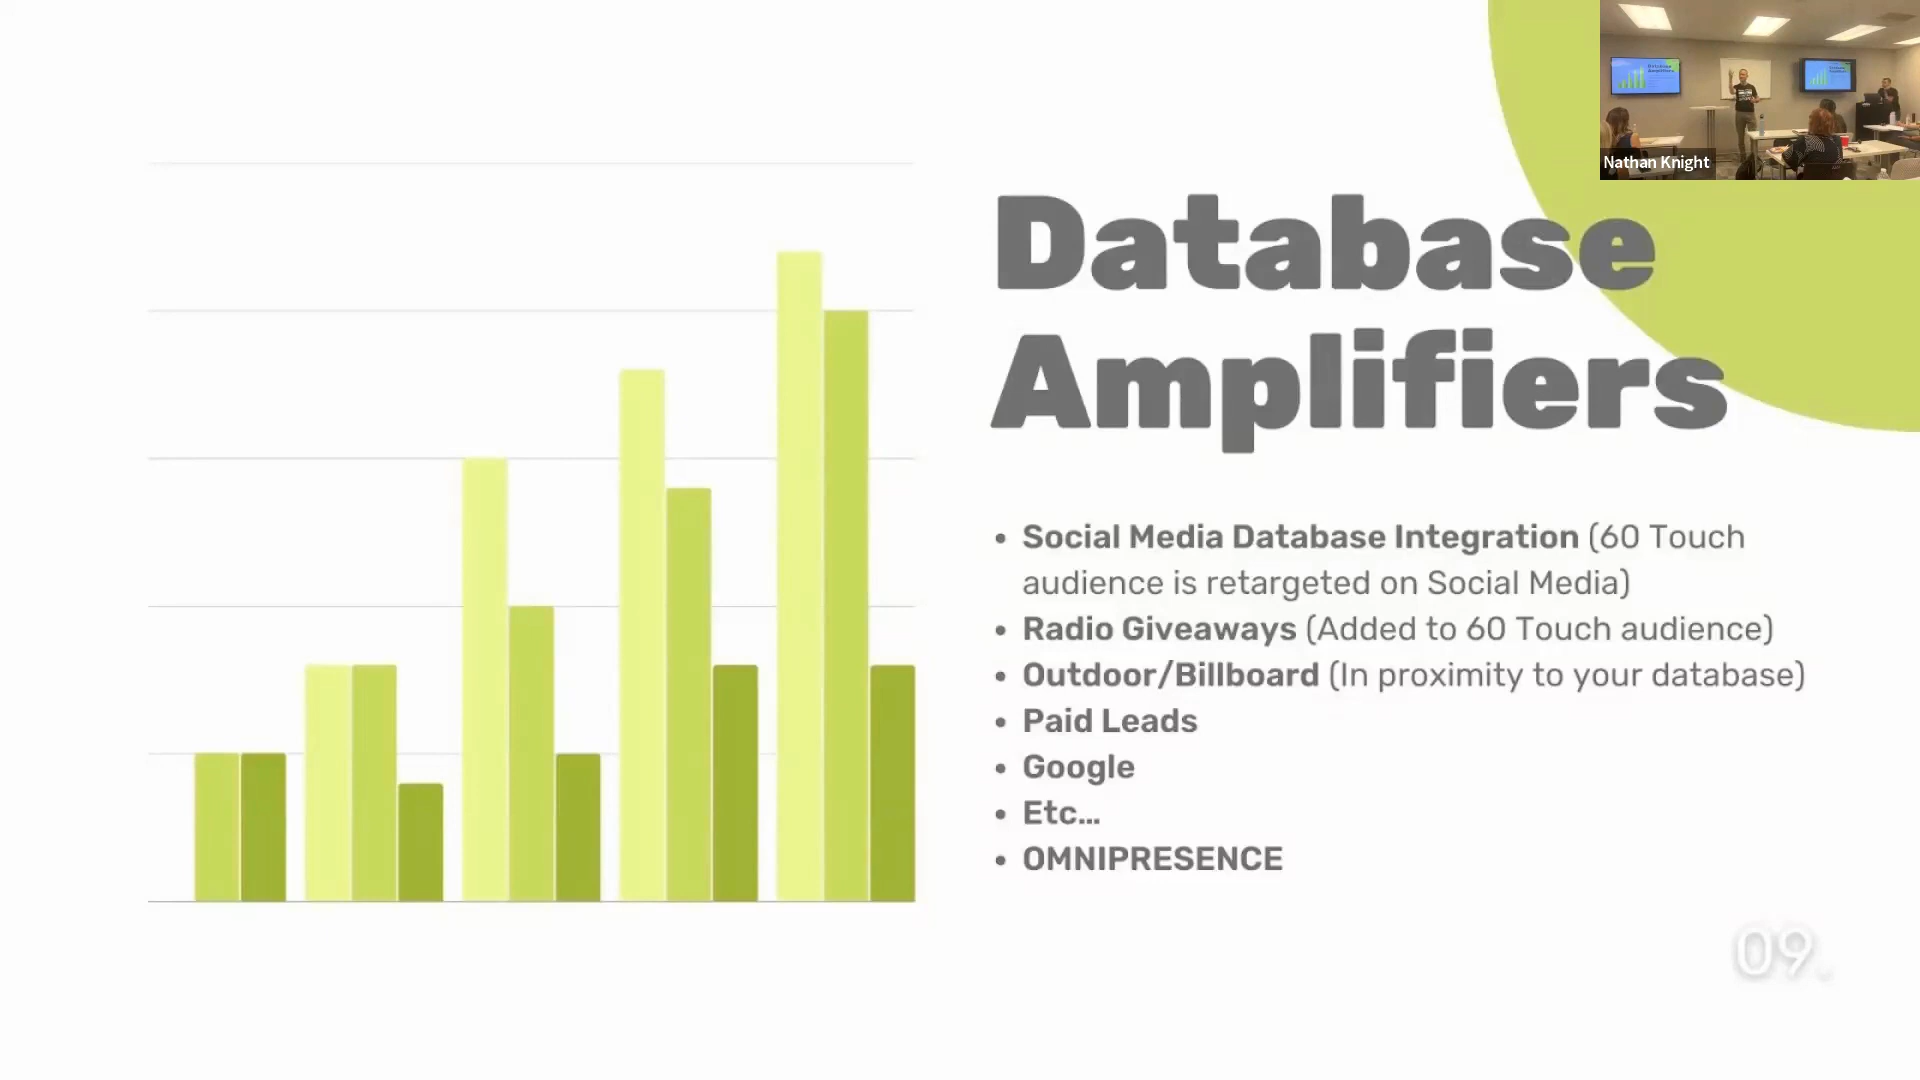 Nathan Knight
Database
Amplifiers
• Social Media Database Integration (60 Touch
audience is retargeted on Social Media)
• Radio Giveaways (Added to 60 Touch audience)
• Outdoor/Billboard (In proximity to your database)
• Paid Leads
• Google
• Etc...
• OMNIPRESENCE
09.